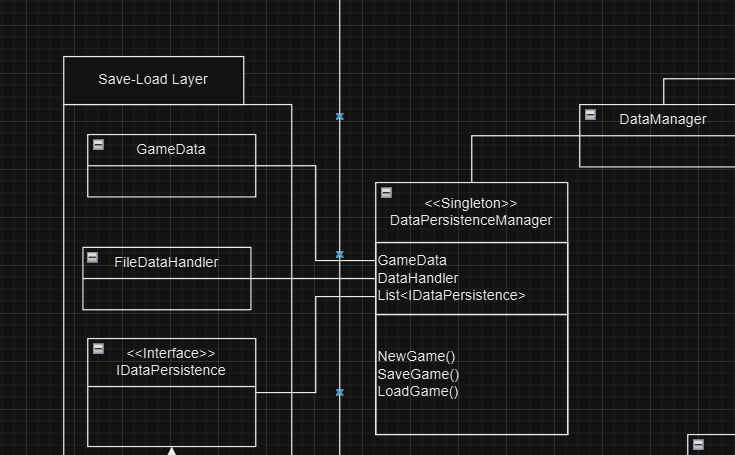 Save-Load Layer
GameData
DataManager
<<Singleton>>
DataPersistenceManager
FileDataHandler
GameData
DataHandler
List<IDataPersistence>
<<Interface>>
IDataPersistence
NewGame()
SaveGame()
LoadGame()